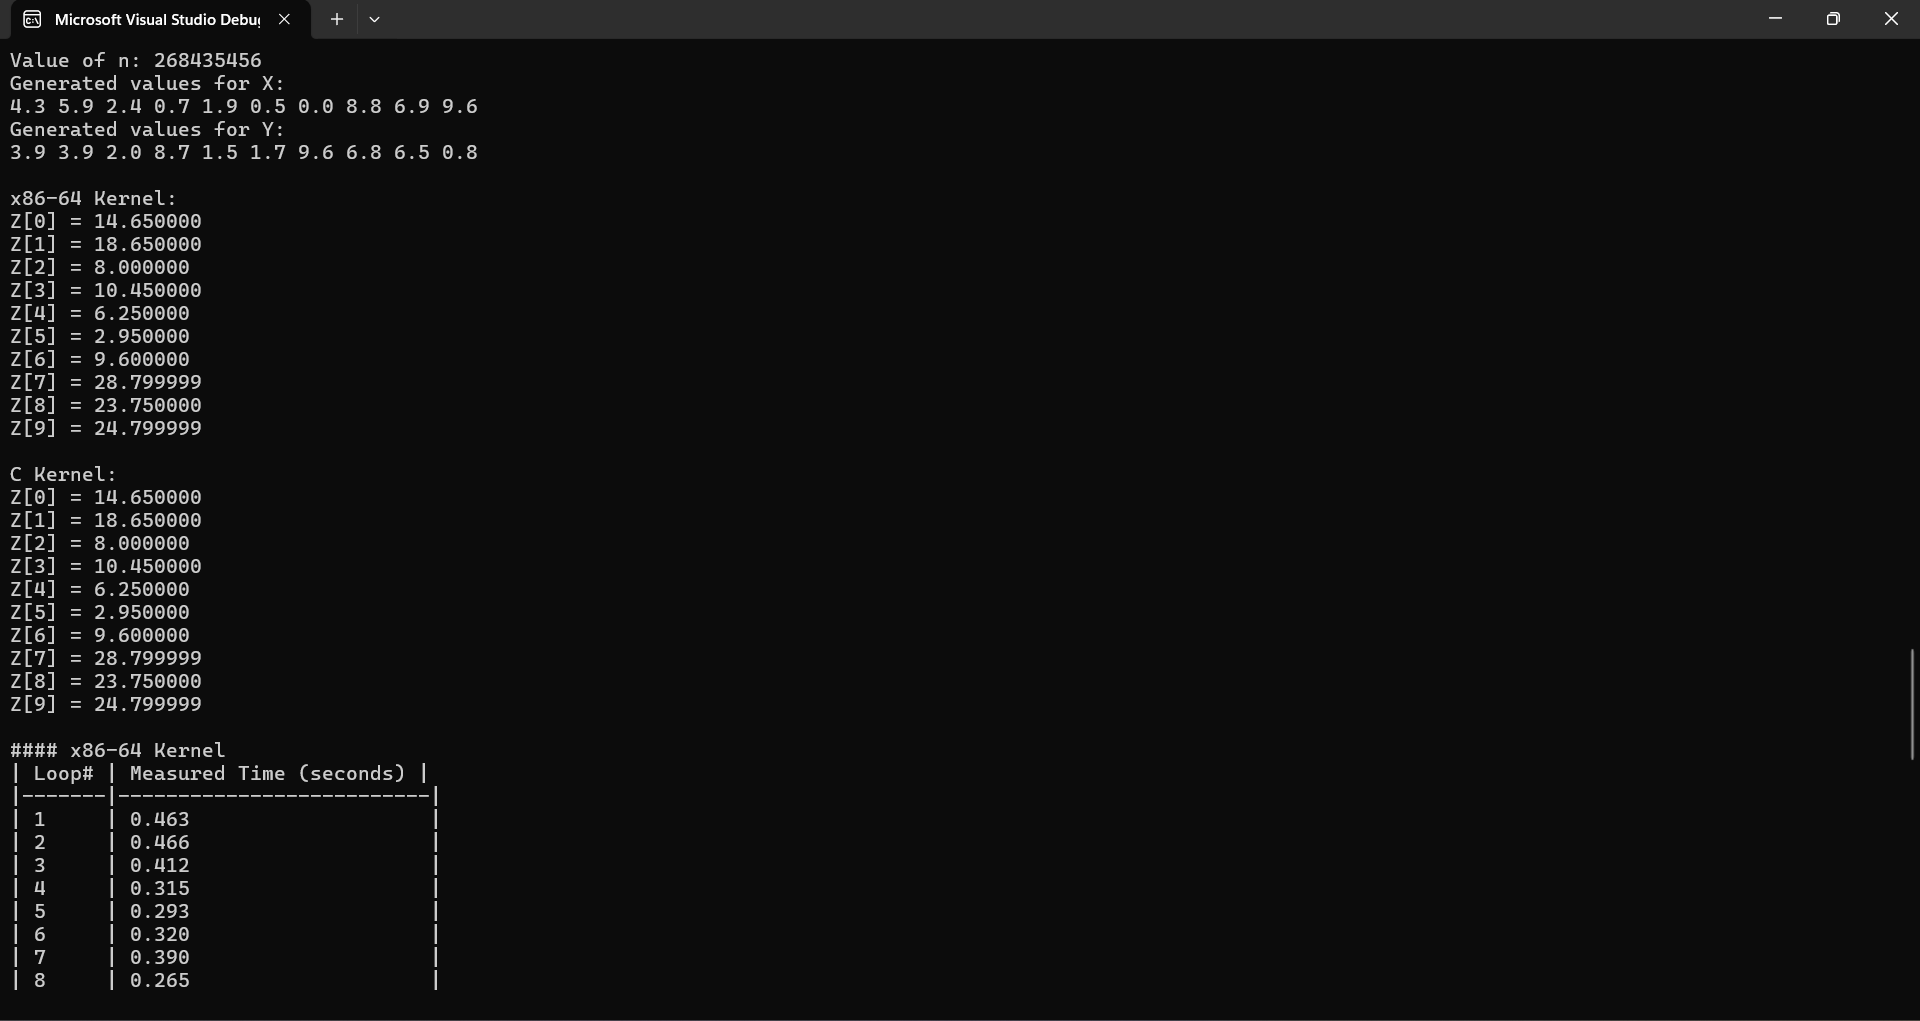 Microsoft Visual Studio Debug
Value of n: 268435456
Generated values for X:
4.3 5.9 2.4 0.7 1.9 0.5 0.0 8.8 6.9 9.6
Generated values for Y:
3.9 3.9 2.0 8.7 1.5 1.7 9.6 6.8 6.5 0.8
x86-64 Kernel:
Z[0] = 14.650000
Z[1] = 18.650000
Z[2] = 8.000000
Z[3] = 10.450000
Z[4] = 6.250000
Z[5] = 2.950000
Z[6] = 9.600000
Z[7] = 28.799999
Z[8] = 23.750000
Z[9] = 24.799999
C Kernel:
Z[0] = 14.650000
Z[1] = 18.650000
Z[2] = 8.000000
Z[3] = 10.450000
Z[4] = 6.250000
Z[5] = 2.950000
Z[6] = 9.600000
Z[7] = 28.799999
Z[8] = 23.750000
Z[9] = 24.799999
#### x86-64 Kernel
| Loop# | Measured Time (seconds) |
|-------|--------------------------|
| 1     | 0.463                    |
| 2     | 0.466                    |
| 3     | 0.412                    |
| 4     | 0.315                    |
| 5     | 0.293                    |
| 6     | 0.320                    |
| 7     | 0.390                    |
| 8     | 0.265                    |